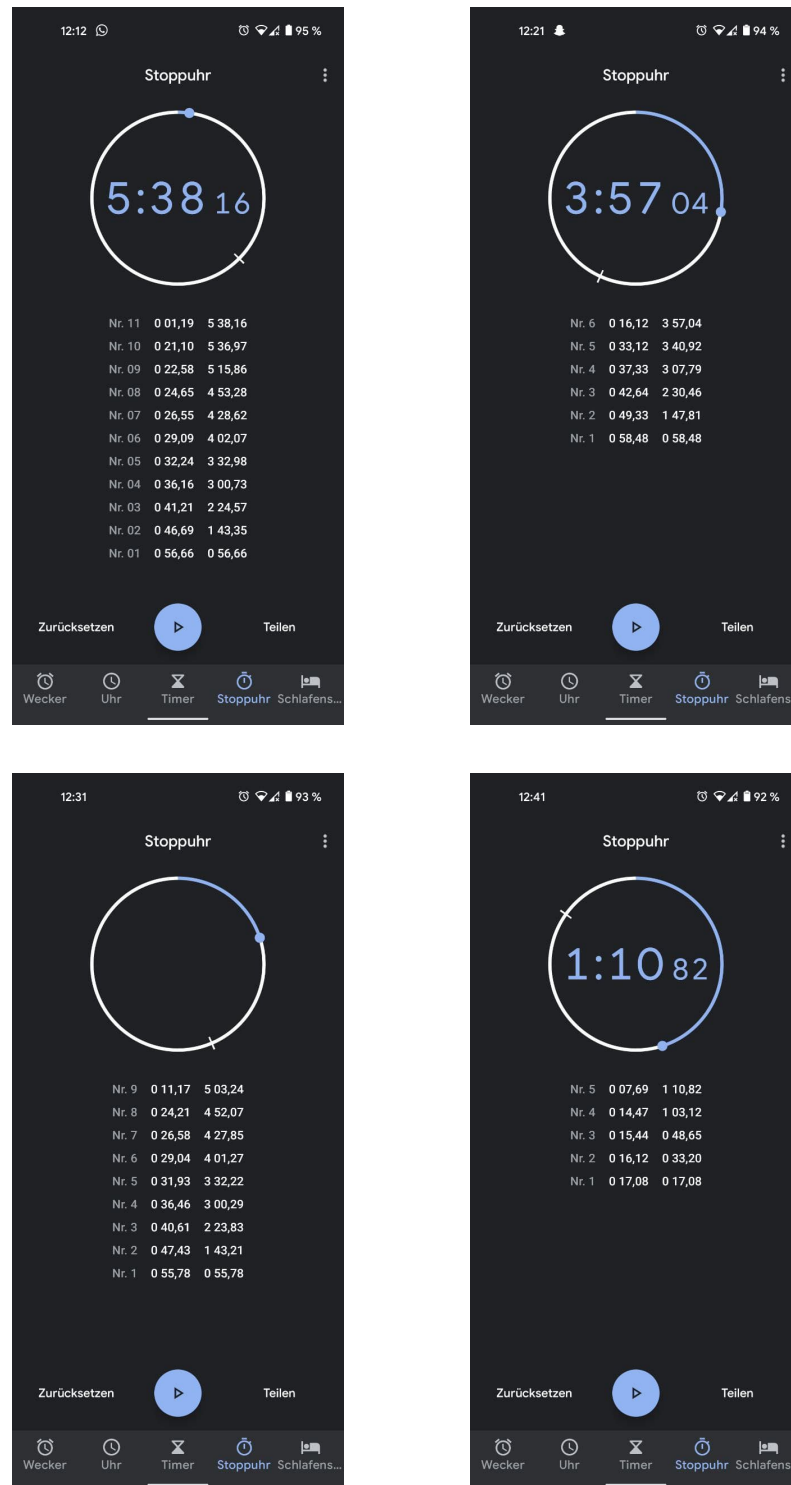 12:12 95 %
Stoppuhr
5:38 16
Nr. 11 0 01,19 5 38,16
Nr. 10 0 21,10 5 36,97
Nr. 09 0 22,58 5 15,86
Nr. 08 0 24,65 4 53,28
Nr. 07 0 26,55 4 28,62
Nr. 06 0 29,09 4 02,07
Nr. 05 0 32,24 3 32,98
Nr. 04 0 36,16 3 00,73
Nr. 03 0 41,21 2 24,57
Nr. 02 0 46,69 1 43,35
Nr. 01 0 56,66 0 56,66
Zurücksetzen Teilen
Wecker Uhr Timer Stoppuhr Schlafens...
12:21 94 %
Stoppuhr
3:57 04
Nr. 6 0 16,12 3 57,04
Nr. 5 0 33,12 3 40,92
Nr. 4 0 37,33 3 07,79
Nr. 3 0 42,64 2 30,46
Nr. 2 0 49,33 1 47,81
Nr. 1 0 58,48 0 58,48
Zurücksetzen Teilen
Wecker Uhr Timer Stoppuhr Schlafens
12:31 93 %
Stoppuhr
Nr. 9 0 11,17 5 03,24
Nr. 8 0 24,21 4 52,07
Nr. 7 0 26,58 4 27,85
Nr. 6 0 29,04 4 01,27
Nr. 5 0 31,93 3 32,22
Nr. 4 0 36,46 3 00,29
Nr. 3 0 40,61 2 23,83
Nr. 2 0 47,43 1 43,21
Nr. 1 0 55,78 0 55,78
Zurücksetzen Teilen
Wecker Uhr Timer Stoppuhr Schlafens...
12:41 92 %
Stoppuhr
1:10 82
Nr. 5 0 07,69 1 10,82
Nr. 4 0 14,47 1 03,12
Nr. 3 0 15,44 0 48,65
Nr. 2 0 16,12 0 33,20
Nr. 1 0 17,08 0 17,08
Zurücksetzen Teilen
Wecker Uhr Timer Stoppuhr Schlafens